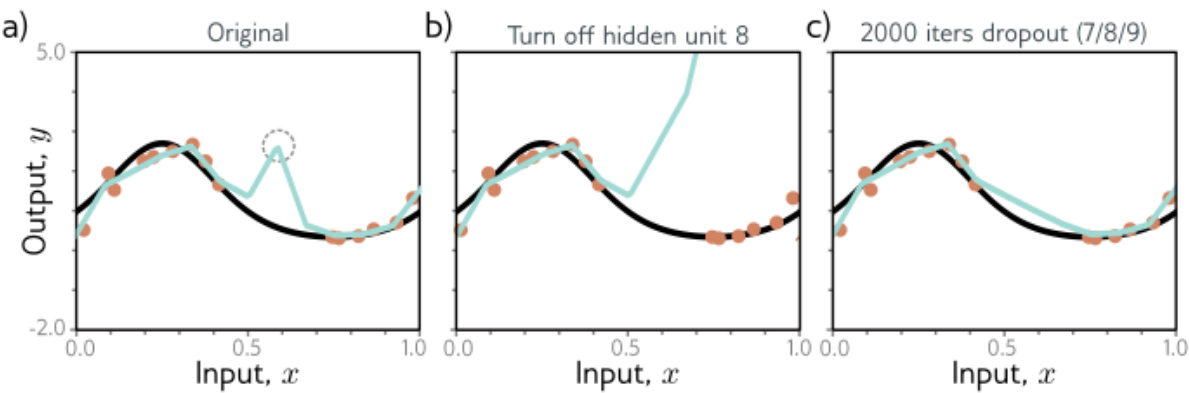 a) Original
b) Turn off hidden unit 8
c) 2000 iters dropout (7/8/9)
5.0
Output, y
-2.0
0.0 0.5 1.0
0.0 0.5 1.0
0.0 0.5 1.0
Input, x
Input, x
Input, x